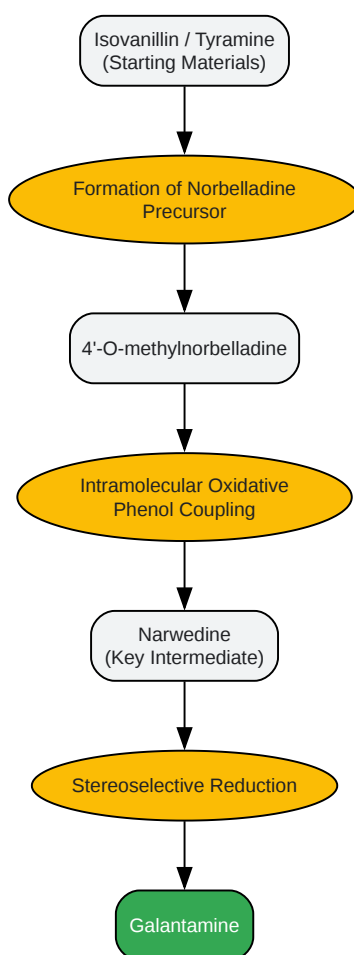 Isovanillin / Tyramine
(Starting Materials)
Formation of Norbelladine
Precursor
4'-O-methylnorbelladine
Intramolecular Oxidative
Phenol Coupling
Narwedine
(Key Intermediate)
Stereoselective Reduction
Galantamine